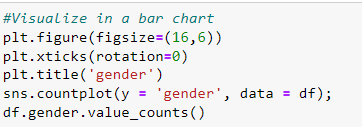 #Visualize in a bar chart
plt.figure(figsize=(16,6))
plt.xticks(rotation=0)
plt.title('gender')
sns.countplot(y = 'gender', data = df);
df.gender.value_counts()